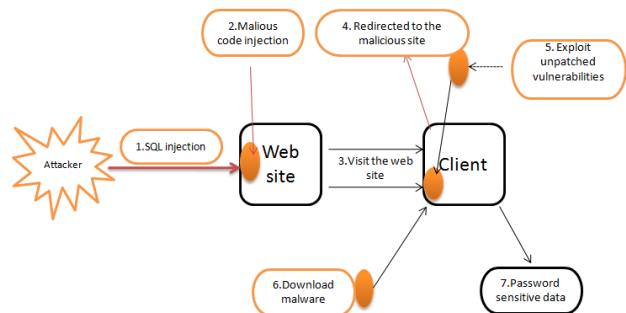 2.Malious
code injection
4. Redirected to the
malicious site
5. Exploit
unpatched
vulnerabilities
Attacker
1.SQL injection
Web
site
3.Visit the web
site
Client
6.Download
malware
7.Password
sensitive data